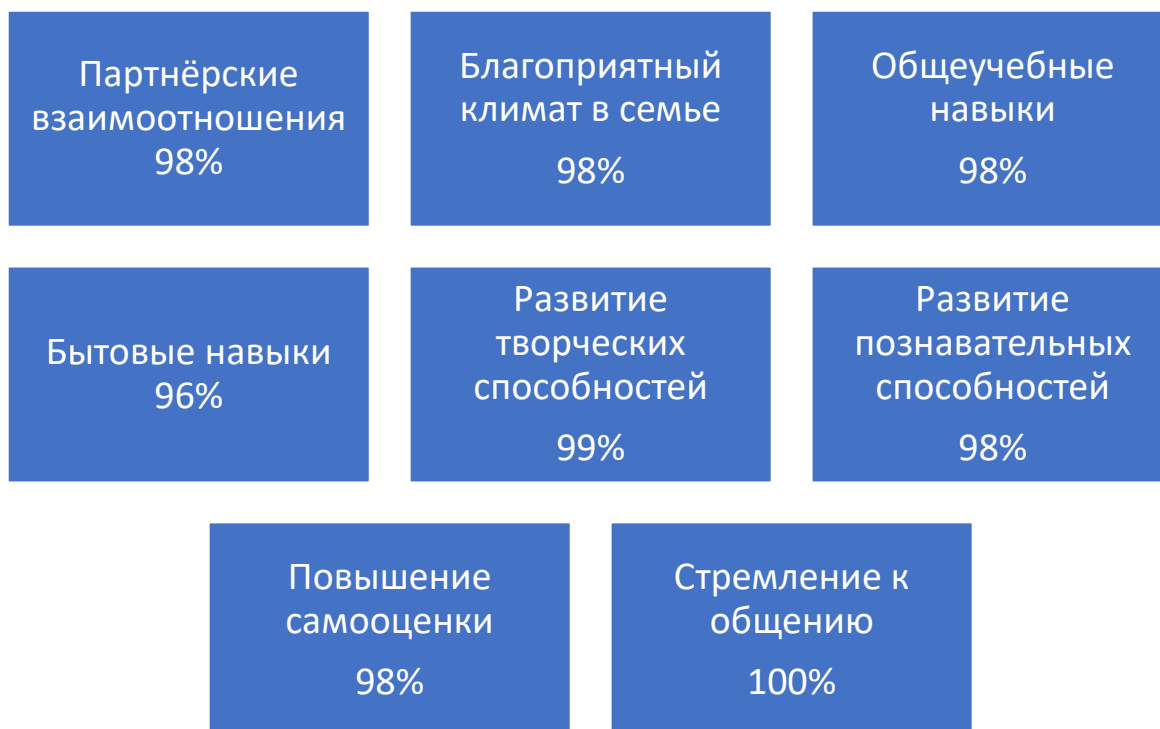 Партнёрские
взаимоотношения
98%
Благоприятный
климат в семье
98%
Общеучебные
навыки
98%
Бытовые навыки
96%
Развитие
творческих
способностей
99%
Развитие
познавательных
способностей
98%
Повышение
самооценки
98%
Стремление к
общению
100%